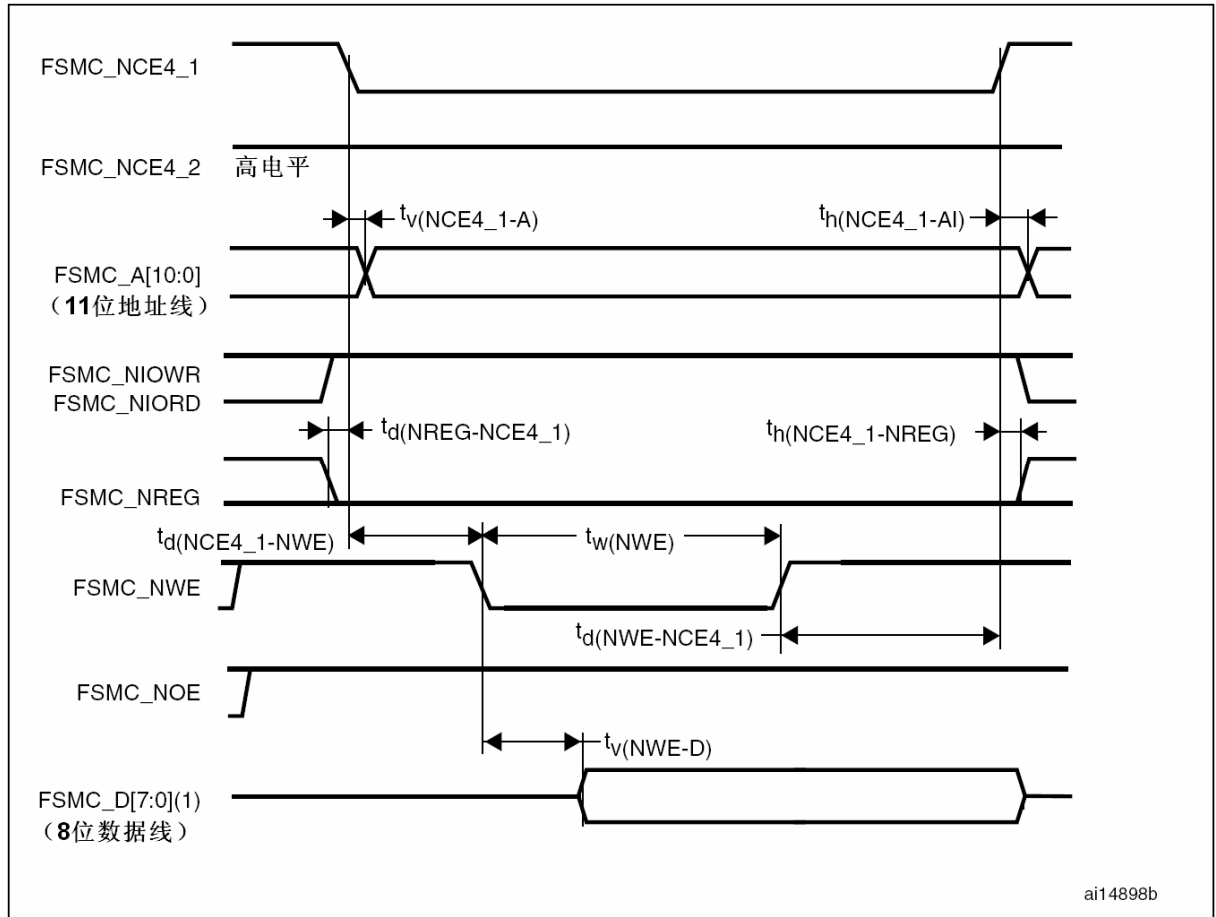 FSMC_NCE4_1
FSMC_NCE4_2 高电平
tv(NCE4_1-A)
th(NCE4_1-AI)
FSMC_A[10:0]
（11位地址线）
FSMC_NIOWR
FSMC_NIORD
td(NREG-NCE4_1)
th(NCE4_1-NREG)
FSMC_NREG
td(NCE4_1-NWE)
tw(NWE)
FSMC_NWE
td(NWE-NCE4_1)
FSMC_NOE
tv(NWE-D)
FSMC_D[7:0](1)
（8位数据线）
ai14898b